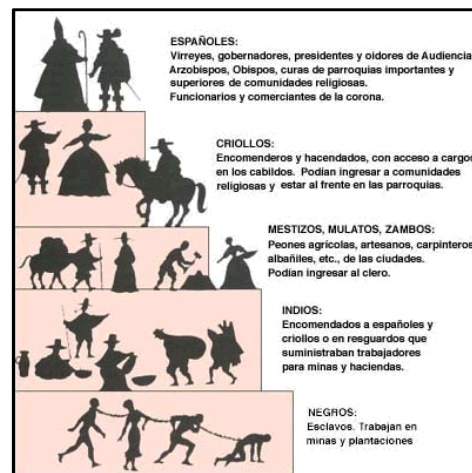 ESPAÑOLES:
Virreyes, gobernadores, presidentes y oidores de Audiencia
Arzobispos, Obispos, curas de parroquias importantes y
superiores de comunidades religiosas.
Funcionarios y comerciantes de la corona.
CRIOLLOS:
Encomenderos y hacendados, con acceso a cargos
en los cabildos. Podían ingresar a comunidades
religiosas y estar al frente en las parroquias.
MESTIZOS, MULATOS, ZAMBOS:
Peones agrícolas, artesanos, carpinteros
albañiles, etc., de las ciudades.
Podían ingresar al clero.
INDIOS:
Encomendados a españoles y
criollos o en resguardos que
suministraban trabajadores
para minas y haciendas.
NEGROS:
Esclavos. Trabajan en
minas y plantaciones